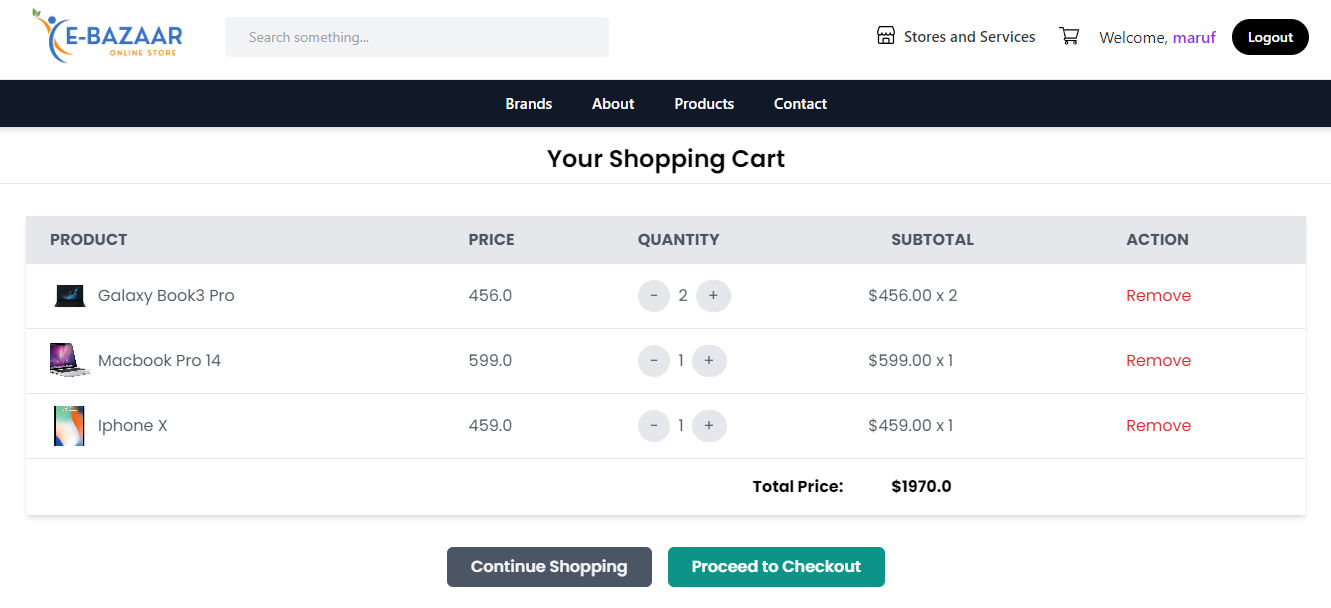 E-BAZAAR
ONLINE STORE
Search something...
Stores and Services
Welcome, maruf
Logout
Brands About Products Contact
Your Shopping Cart
PRODUCT PRICE QUANTITY SUBTOTAL ACTION
Galaxy Book3 Pro 456.0 - 2 + $456.00 x 2 Remove
Macbook Pro 14 599.0 - 1 + $599.00 x 1 Remove
Iphone X 459.0 - 1 + $459.00 x 1 Remove
Total Price: $1970.0
Continue Shopping Proceed to Checkout